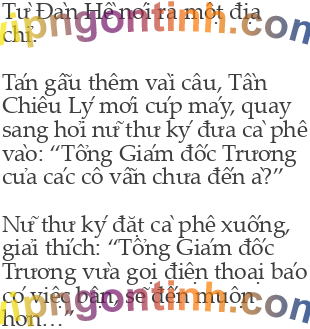 Từ Đàn Hề nói ra một địa
chỉ.
Tán gẫu thêm vài câu, Tần
Chiêu Lý mới cúp máy, quay
sang hỏi nữ thư ký đưa cà phê
vào: “Tổng Giám đốc Trương
của các cô vẫn chưa đến à?”
Nữ thư ký đặt cà phê xuống,
giải thích: “Tổng Giám đốc
Trương vừa gọi điện thoại báo
có việc bận, sẽ đến muộn
hơn…”
vipngontinh.com
vipngontinh.com